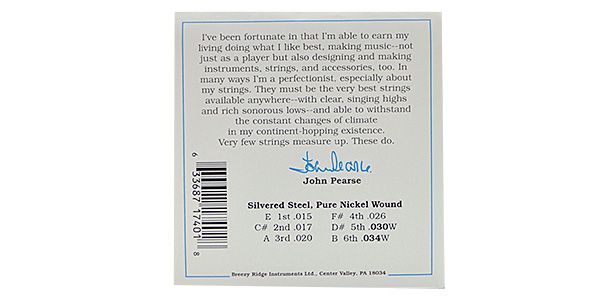 I've been fortunate in that I'm able to earn my
living doing what I like best, making music--not
just as a player but also designing and making
instruments, strings, and accessories, too. In
many ways I'm a perfectionist, especially about
my strings. They must be the very best strings
available anywhere--with clear, singing highs
and rich sonorous lows--and able to withstand
the constant changes of climate
in my continent-hopping existence.
Very few strings measure up. These do.
John Pearse
John Pearse
Silvered Steel, Pure Nickel Wound
E 1st .015 F# 4th .026
C# 2nd .017 D# 5th .030W
A 3rd .020 B 6th .034W
6 33687 17401 8
Breezy Ridge Instruments Ltd., Center Valley, PA 18034